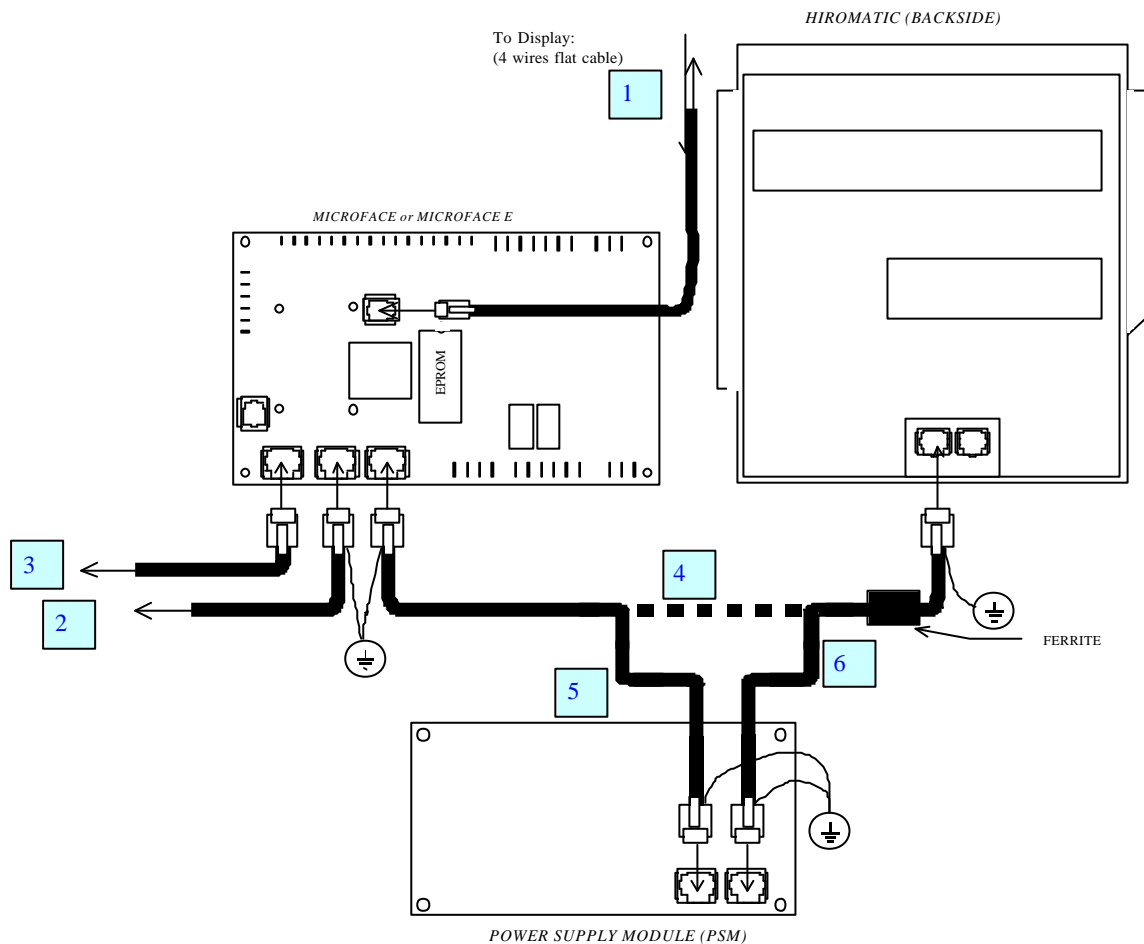 HIROMATIC (BACKSIDE)
To Display:
(4 wires flat cable)
1
MICROFACE or MICROFACE E
EPROM
3
4
2
FERRITE
6
5
POWER SUPPLY MODULE (PSM)